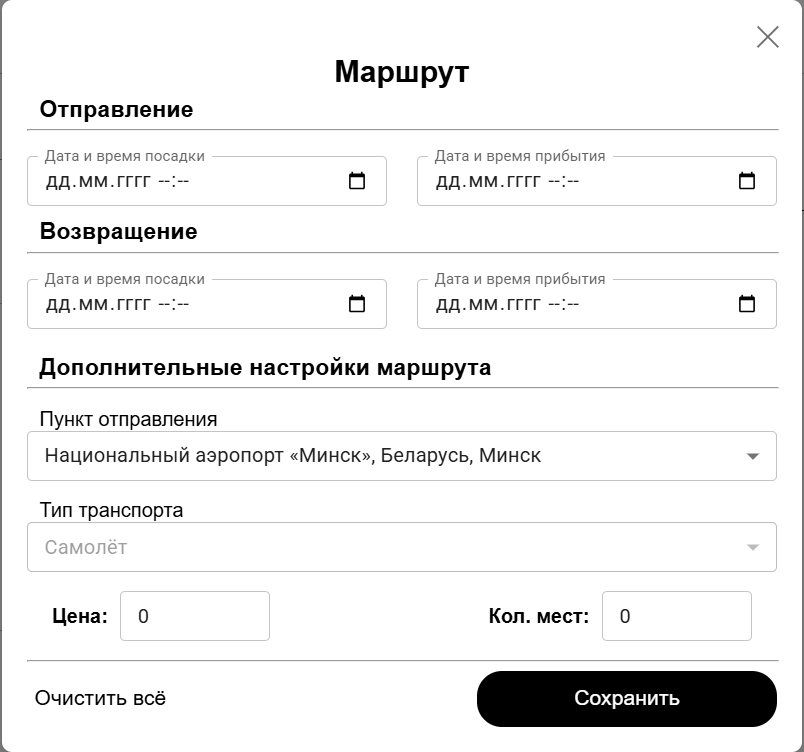 Маршрут
Отправление
Дата и время посадки Дата и время прибытия
дд.мм.гггг --:-- дд.мм.гггг --:--
Возвращение
Дата и время посадки Дата и время прибытия
дд.мм.гггг --:-- дд.мм.гггг --:--
Дополнительные настройки маршрута
Пункт отправления
Национальный аэропорт «Минск», Беларусь, Минск
Тип транспорта
Самолёт
Цена: 0 Кол. мест: 0
Очистить всё Сохранить